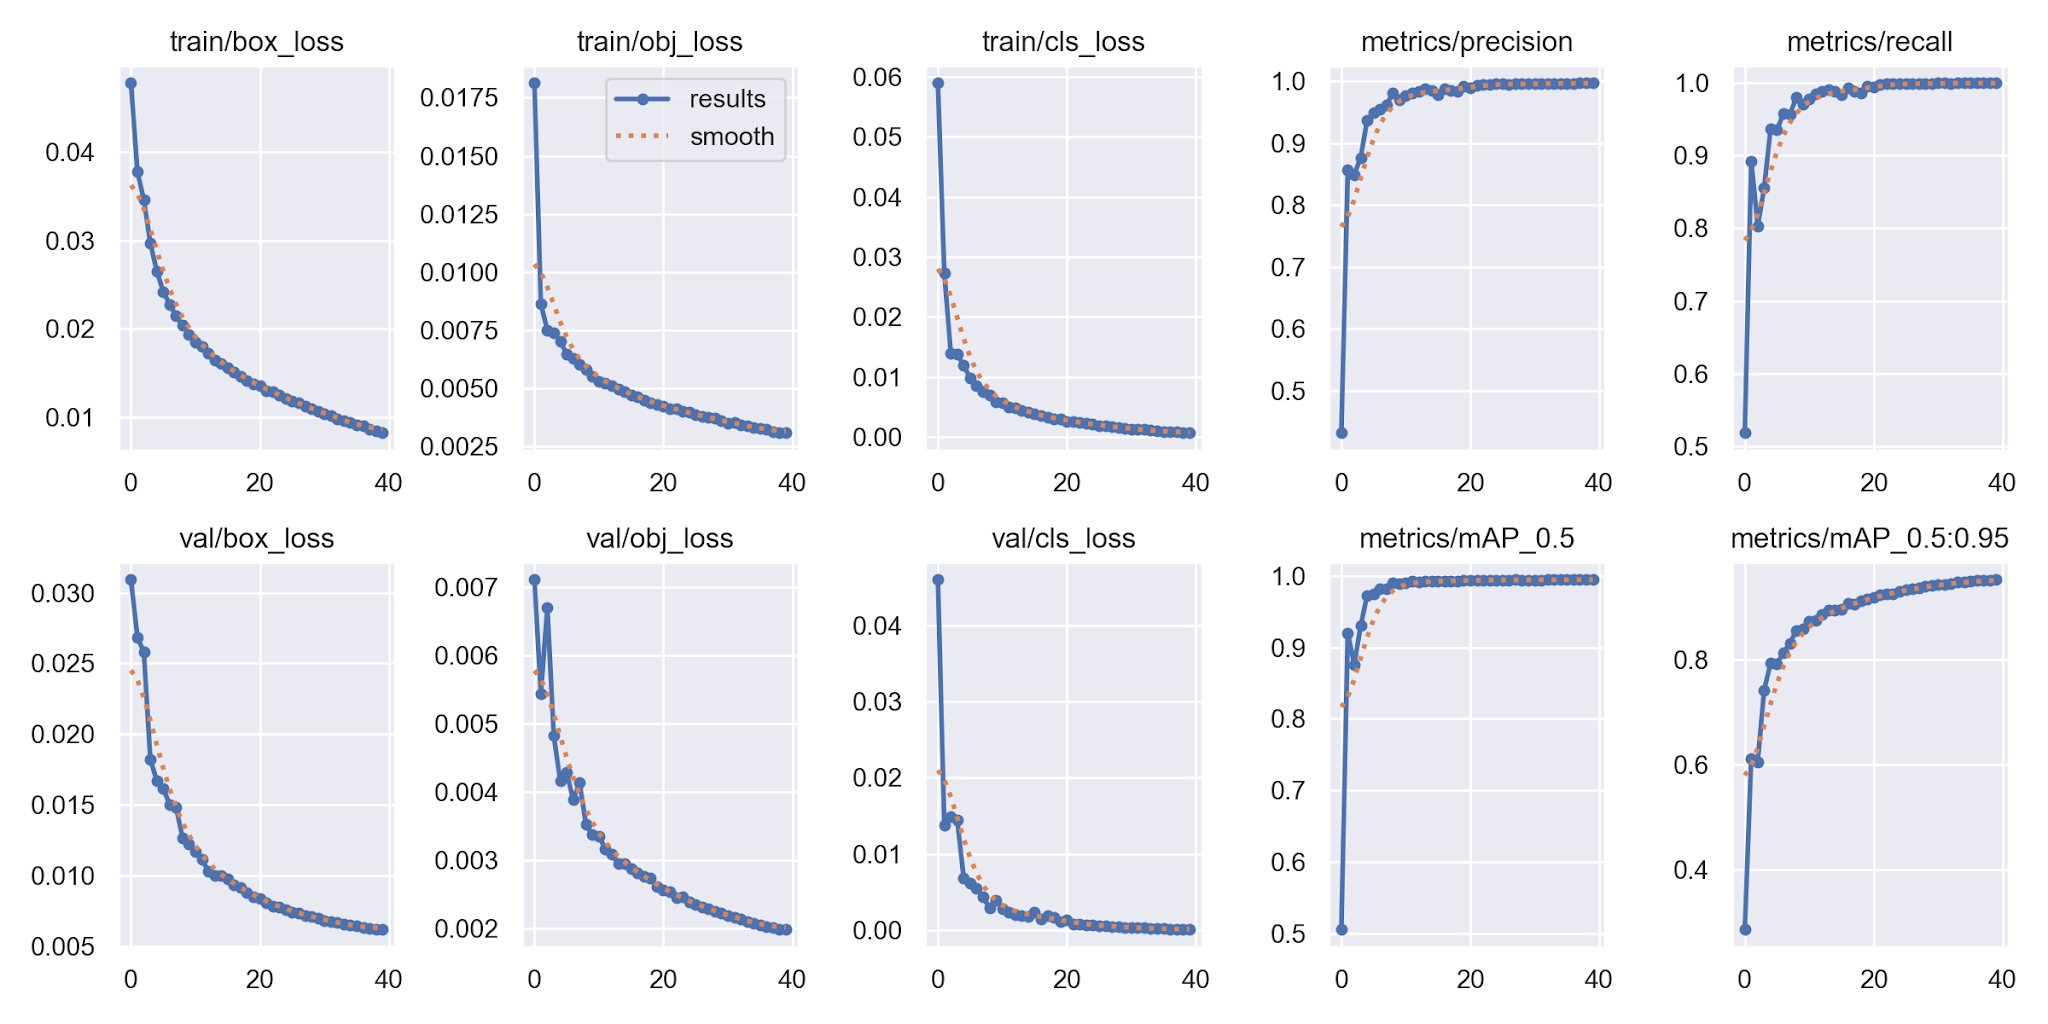 train/box_loss
train/obj_loss
train/cls_loss
metrics/precision
metrics/recall
0.04
0.03
0.02
0.01
0 20 40
0.0175
0.0150
0.0125
0.0100
0.0075
0.0050
0.0025
results
smooth
0 20 40
0.06
0.05
0.04
0.03
0.02
0.01
0.00
0 20 40
1.0
0.9
0.8
0.7
0.6
0.5
0 20 40
1.0
0.9
0.8
0.7
0.6
0.5
0 20 40
val/box_loss
val/obj_loss
val/cls_loss
metrics/mAP_0.5
metrics/mAP_0.5:0.95
0.030
0.025
0.020
0.015
0.010
0.005
0 20 40
0.007
0.006
0.005
0.004
0.003
0.002
0 20 40
0.04
0.03
0.02
0.01
0.00
0 20 40
1.0
0.9
0.8
0.7
0.6
0.5
0 20 40
0.8
0.6
0.4
0 20 40